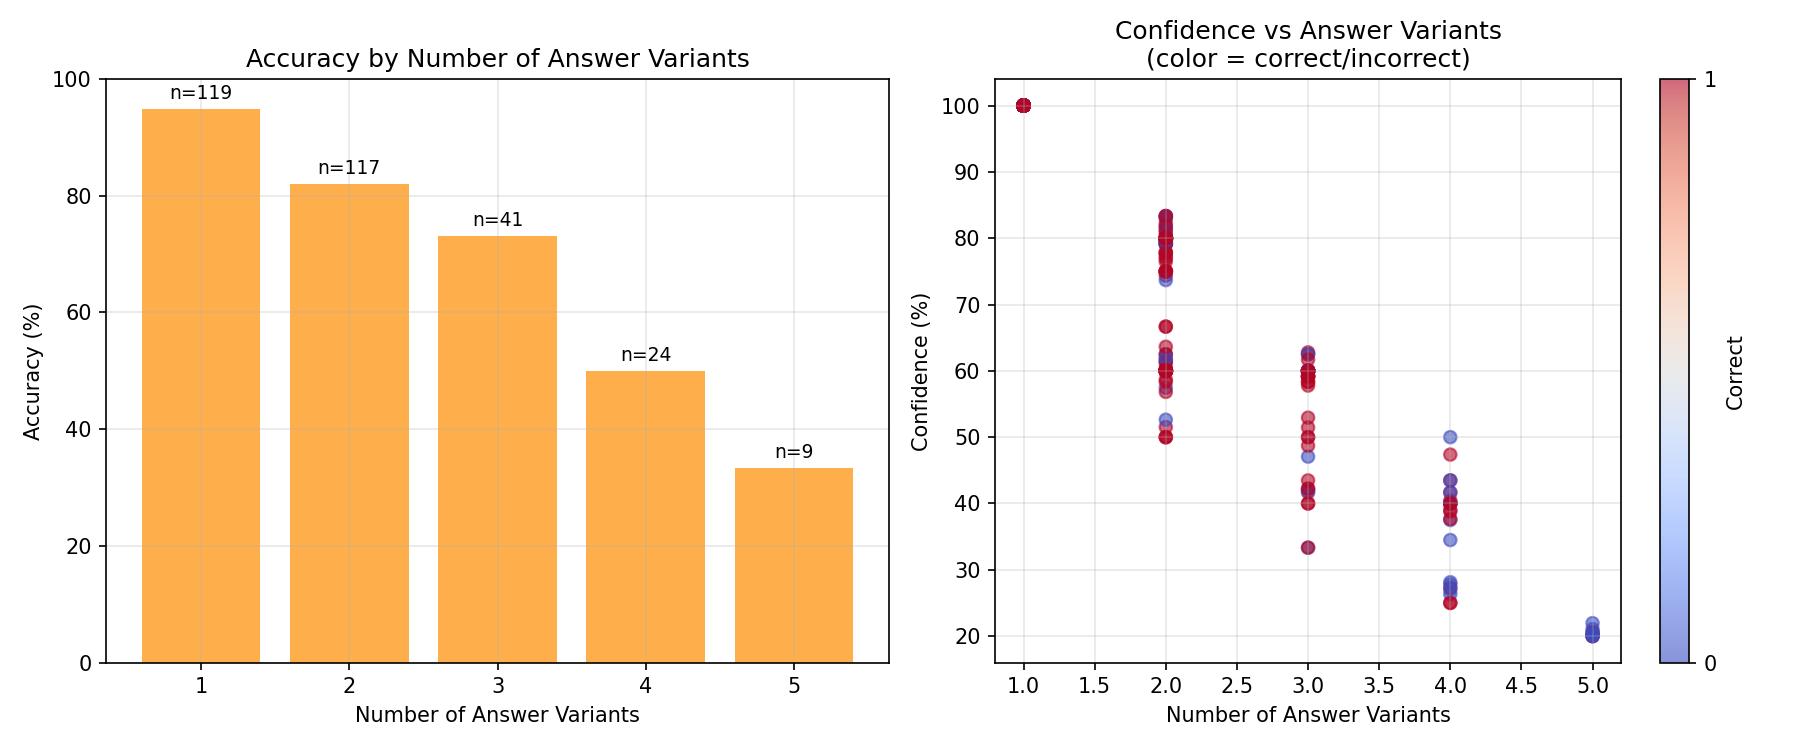 Accuracy by Number of Answer Variants
100
80
60
40
20
0
Accuracy (%)
n=119
n=117
n=41
n=24
n=9
1 2 3 4 5
Number of Answer Variants
Confidence vs Answer Variants
(color = correct/incorrect)
100
90
80
70
60
50
40
30
20
Confidence (%)
1.0 1.5 2.0 2.5 3.0 3.5 4.0 4.5 5.0
Number of Answer Variants
1
0
Correct